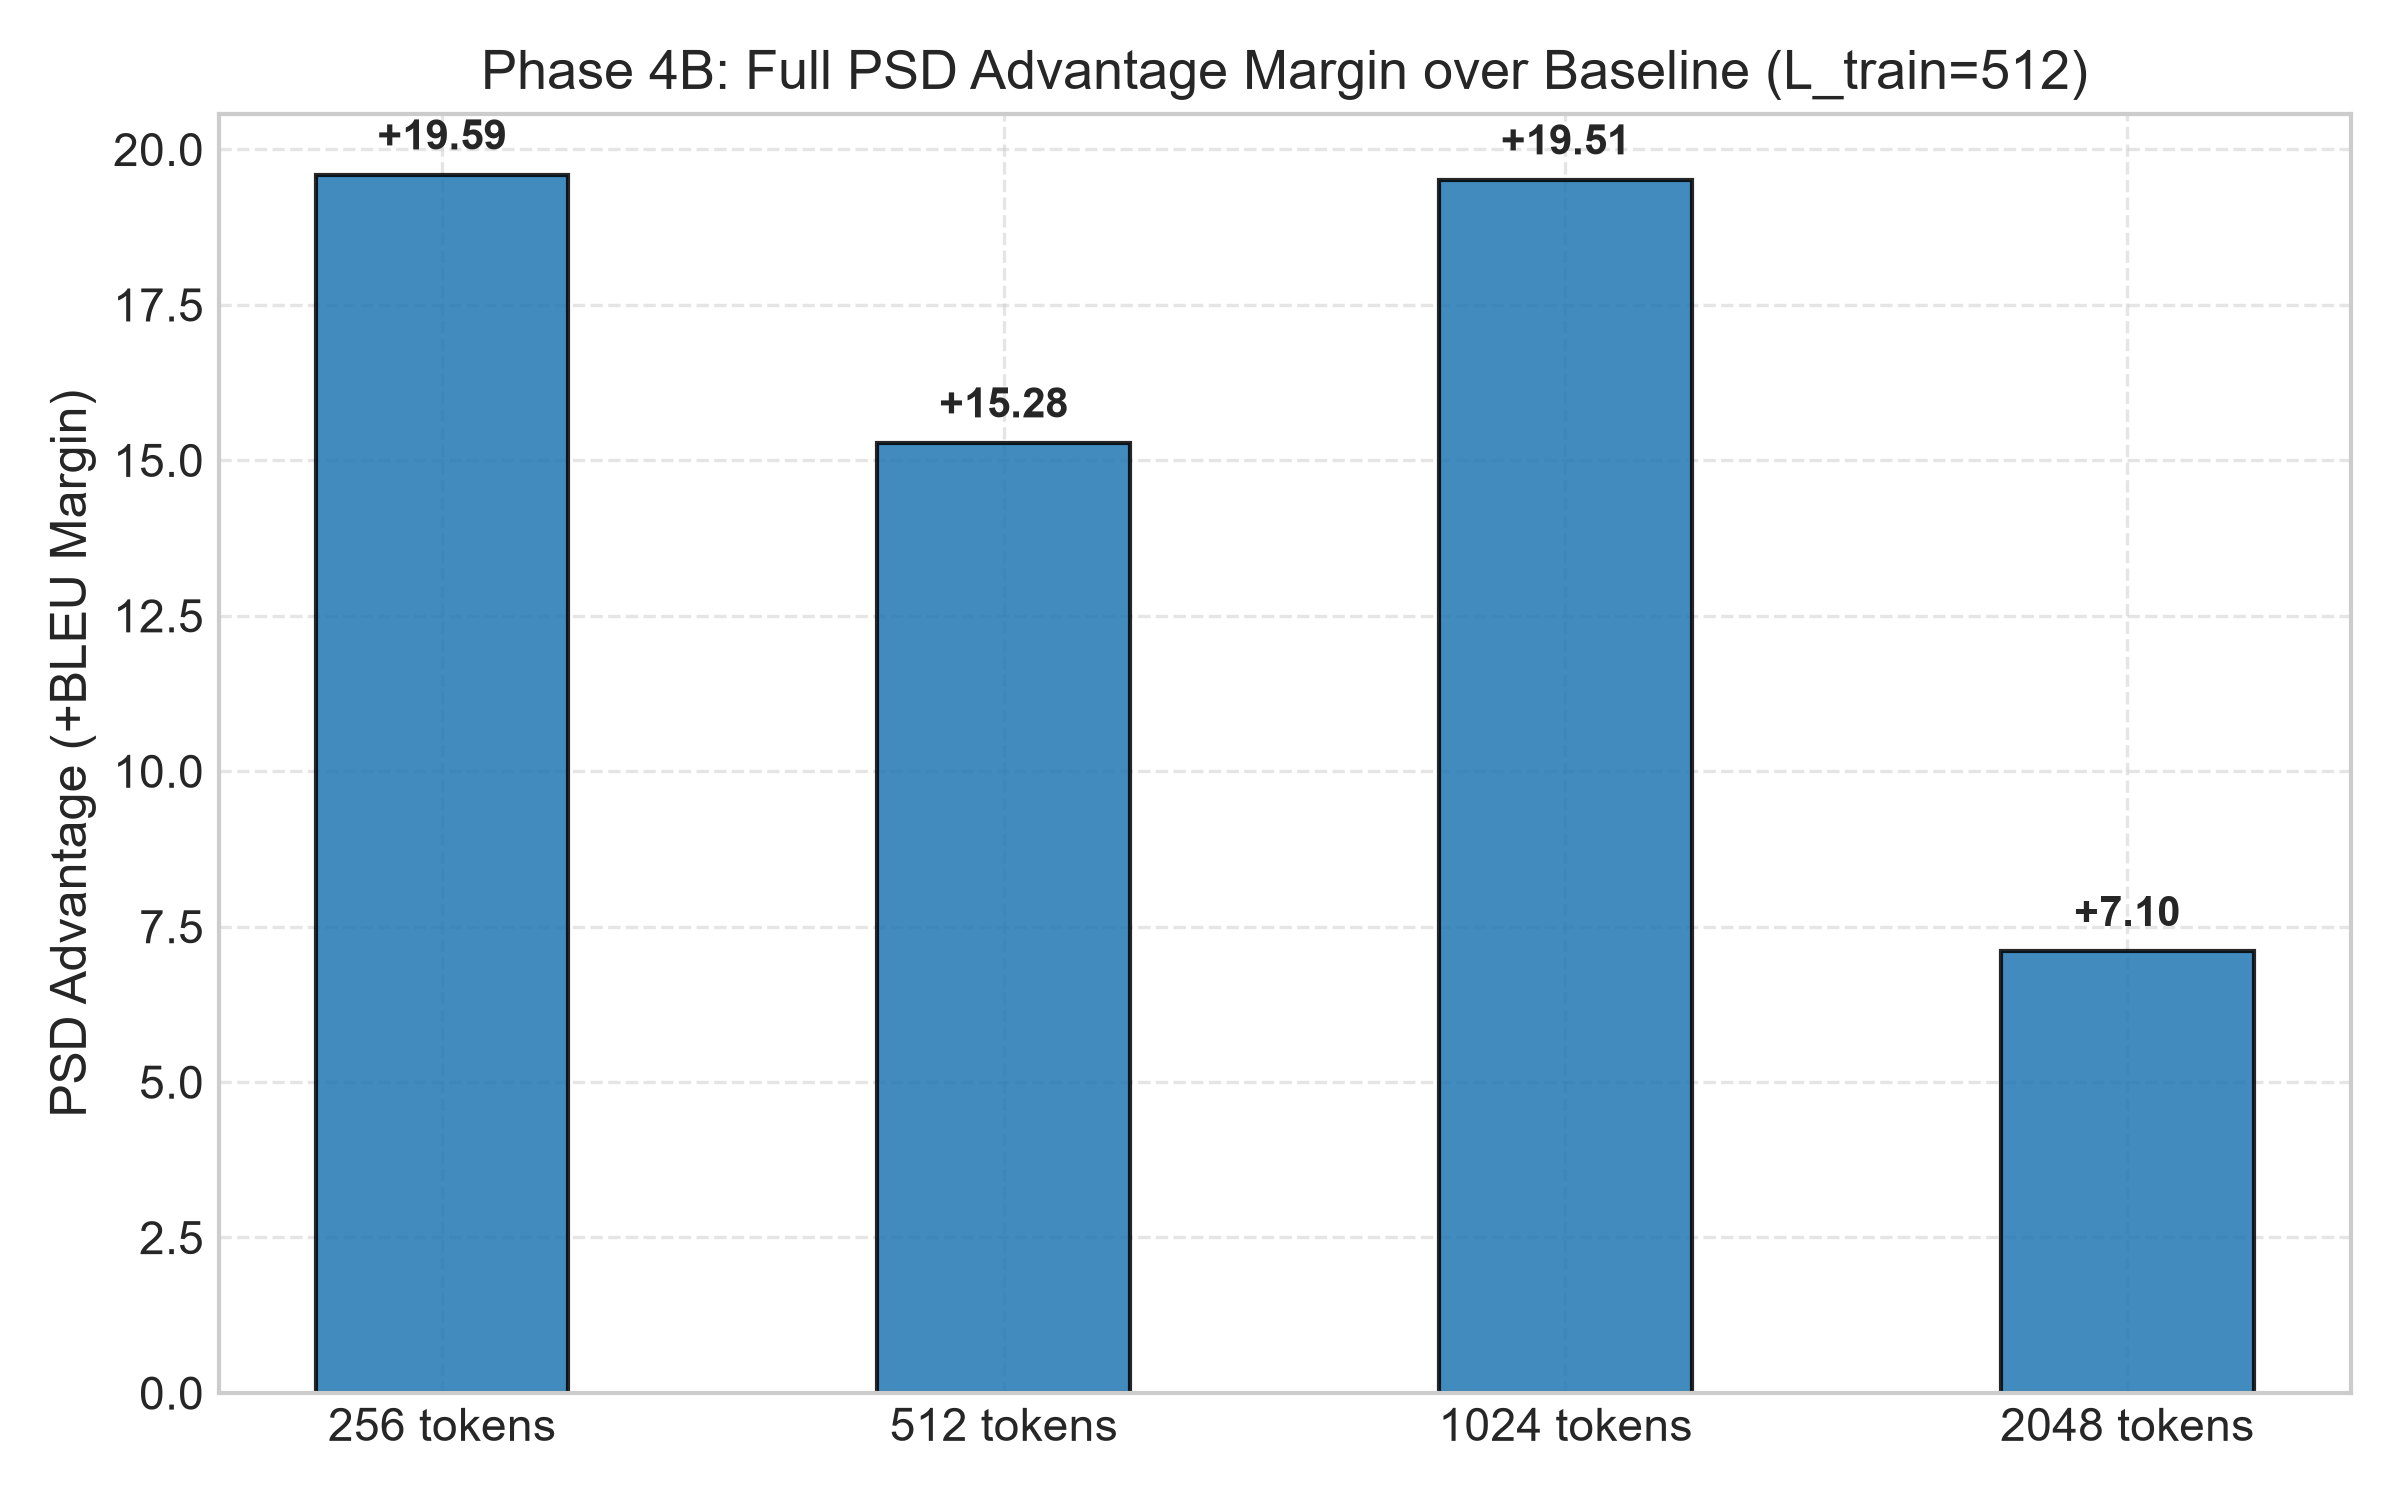 Phase 4B: Full PSD Advantage Margin over Baseline (L_train=512)
PSD Advantage (+BLEU Margin)
20.0
17.5
15.0
12.5
10.0
7.5
5.0
2.5
0.0
+19.59
+15.28
+19.51
+7.10
256 tokens
512 tokens
1024 tokens
2048 tokens